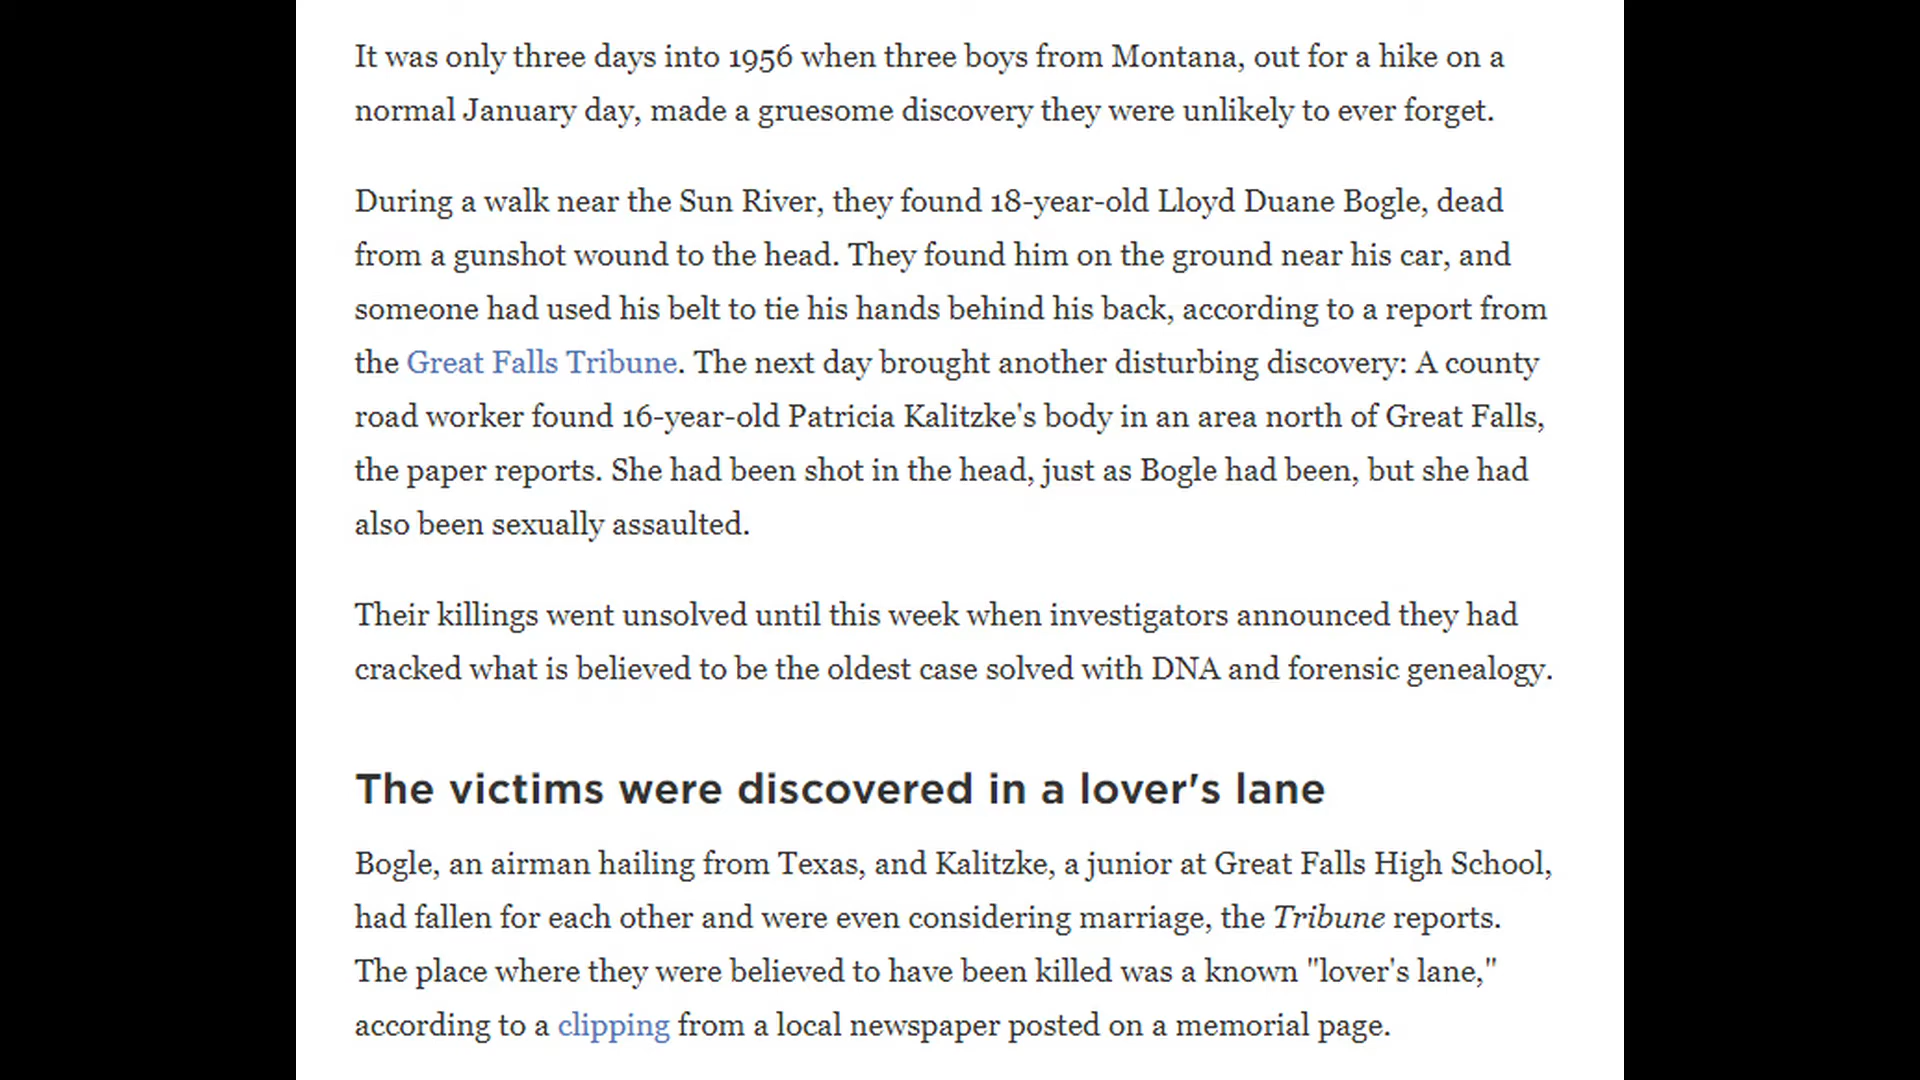 It was only three days into 1956 when three boys from Montana, out for a hike on a
normal January day, made a gruesome discovery they were unlikely to ever forget.
During a walk near the Sun River, they found 18-year-old Lloyd Duane Bogle, dead
from a gunshot wound to the head. They found him on the ground near his car, and
someone had used his belt to tie his hands behind his back, according to a report from
the Great Falls Tribune. The next day brought another disturbing discovery: A county
road worker found 16-year-old Patricia Kalitzke's body in an area north of Great Falls,
the paper reports. She had been shot in the head, just as Bogle had been, but she had
also been sexually assaulted.
Their killings went unsolved until this week when investigators announced they had
cracked what is believed to be the oldest case solved with DNA and forensic genealogy.
The victims were discovered in a lover's lane
Bogle, an airman hailing from Texas, and Kalitzke, a junior at Great Falls High School,
had fallen for each other and were even considering marriage, the Tribune reports.
The place where they were believed to have been killed was a known "lover's lane,"
according to a clipping from a local newspaper posted on a memorial page.